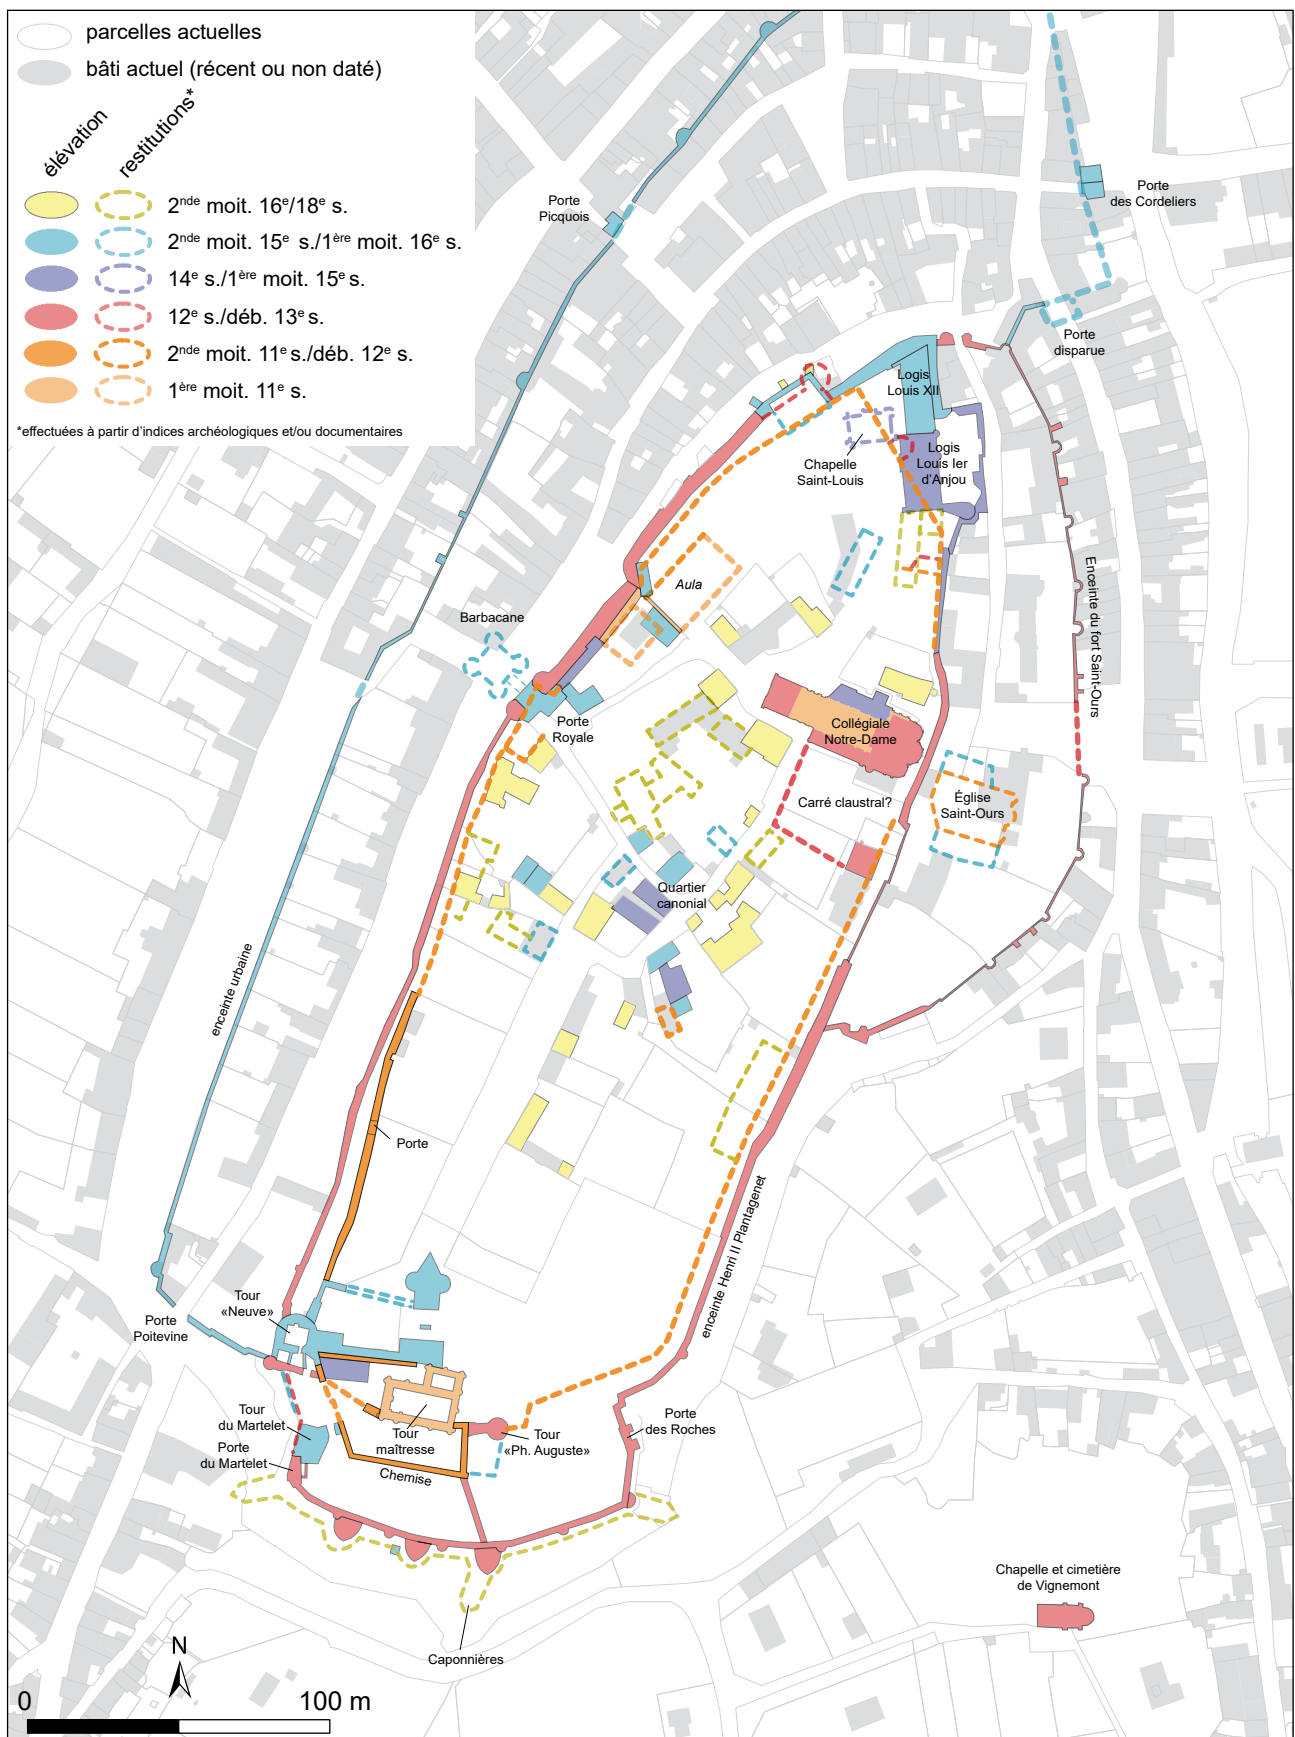 parcelles actuelles
bâti actuel (récent ou non daté)
élévation
restitutions*
2nde moit. 16e/18e s.
2nde moit. 15e s./1ère moit. 16e s.
14e s./1ère moit. 15e s.
12e s./déb. 13e s.
2nde moit. 11e s./déb. 12e s.
1ère moit. 11e s.
*effectuées à partir d'indices archéologiques et/ou documentaires
Porte
Picquois
Porte
des Cordeliers
Porte
disparue
Logis
Louis XII
Logis
Louis Ier
d'Anjou
Chapelle
Saint-Louis
Aula
Enceinte du fort Saint-Ours
Barbacane
Porte
Royale
Collégiale
Notre-Dame
Carré claustral?
Église
Saint-Ours
Quartier
canonial
enceinte urbaine
Porte
enceinte Henri II Plantagenet
Tour
«Neuve»
Porte
Poitevine
Tour
du Martelet
Porte
du Martelet
Tour
maîtresse
Chemise
Tour
«Ph. Auguste»
Porte
des Roches
Chapelle et cimetière
de Vignemont
Caponnières
N
0
100 m